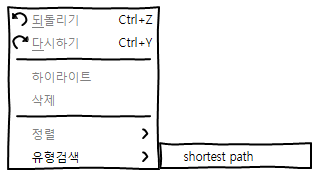 되돌리기 Ctrl+Z
다시하기 Ctrl+Y
하이라이트
삭제
정렬
유형검색 shortest path